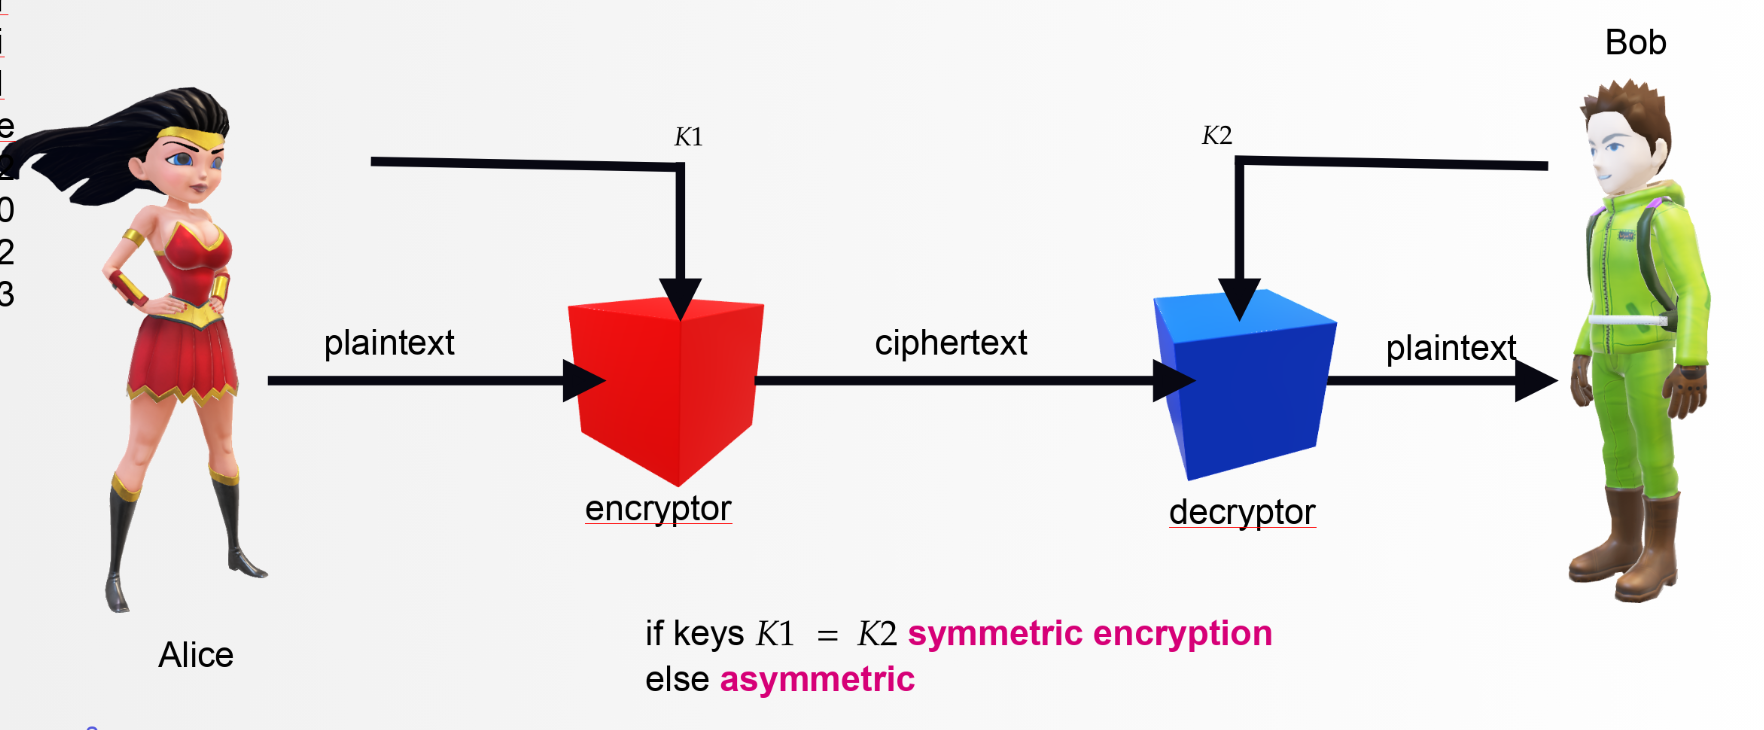 Bob
K1
K2
plaintext
ciphertext
plaintext
encryptor
decryptor
Alice
if keys K1 = K2 symmetric encryption
else asymmetric
i
l
e
2
0
2
3